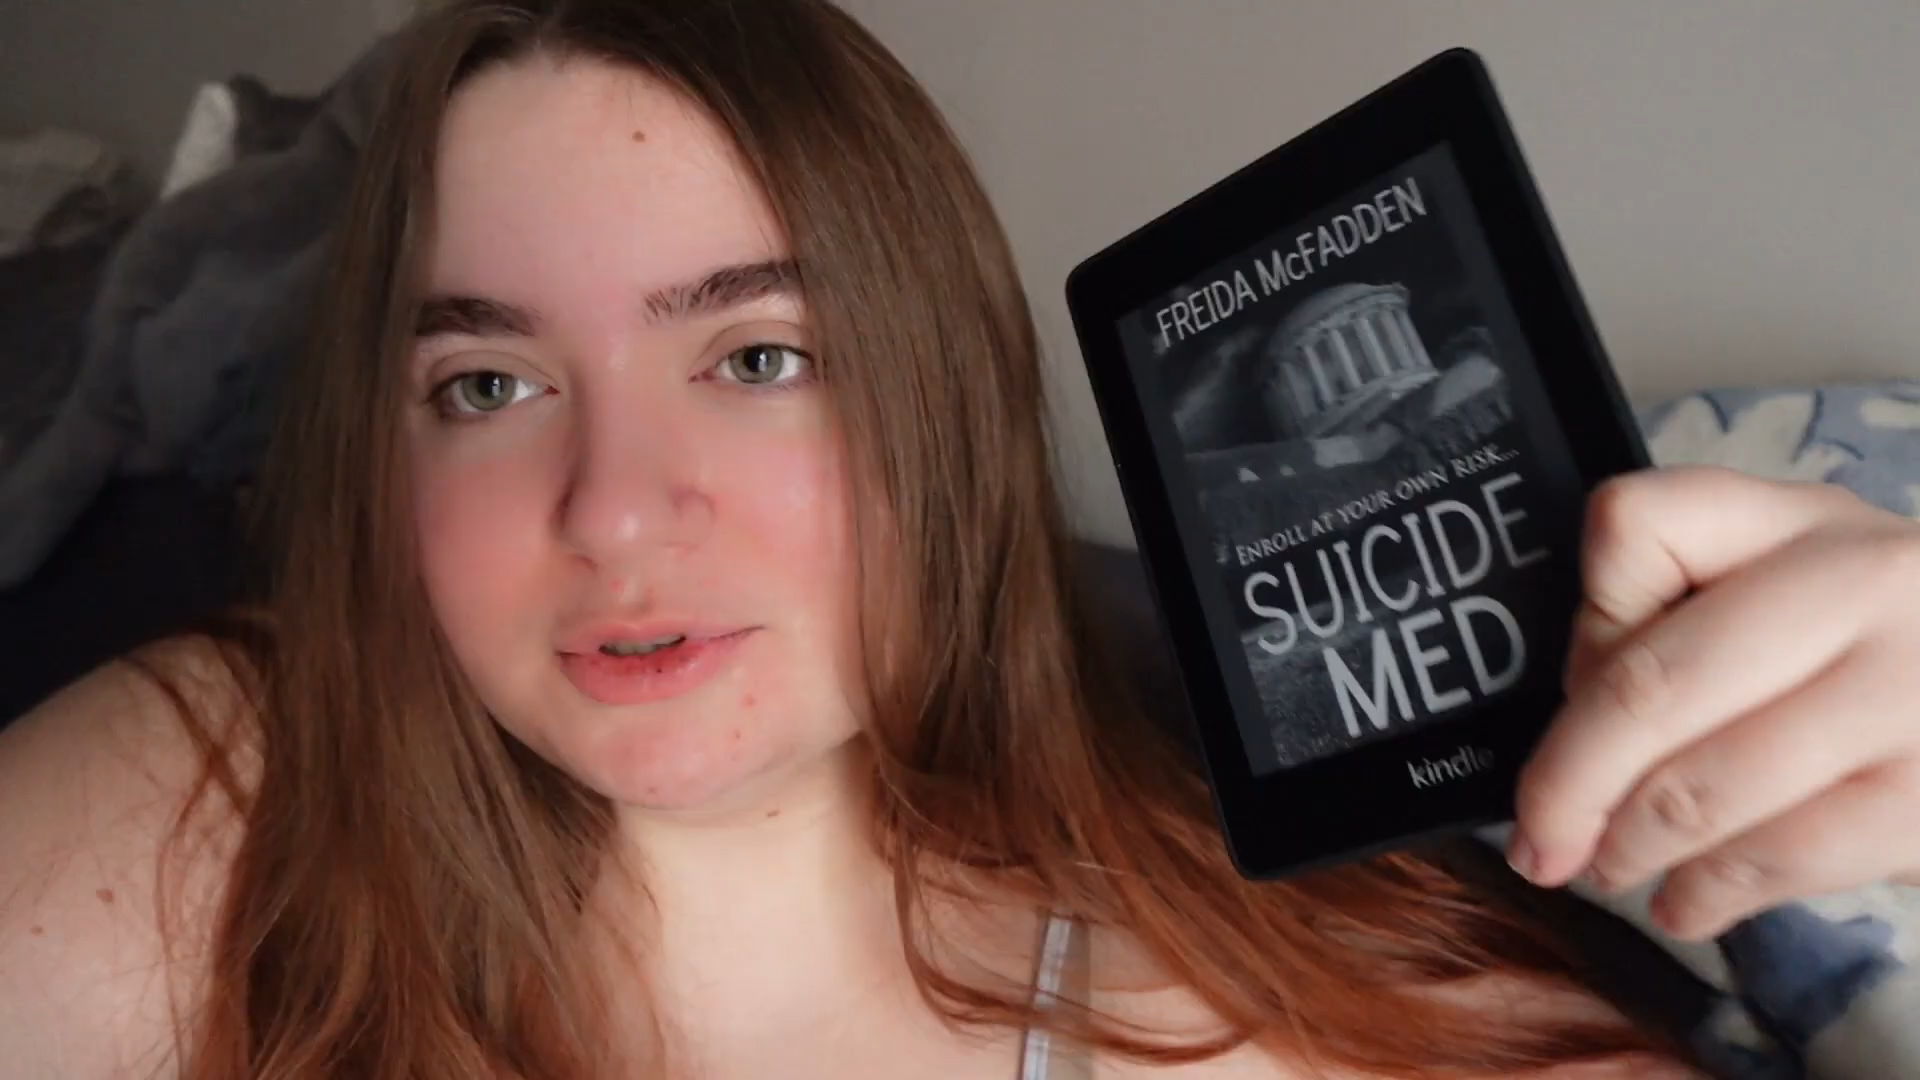 FREIDA McFADDEN
ENROLL AT YOUR OWN RISK...
SUICIDE
MED
kindle